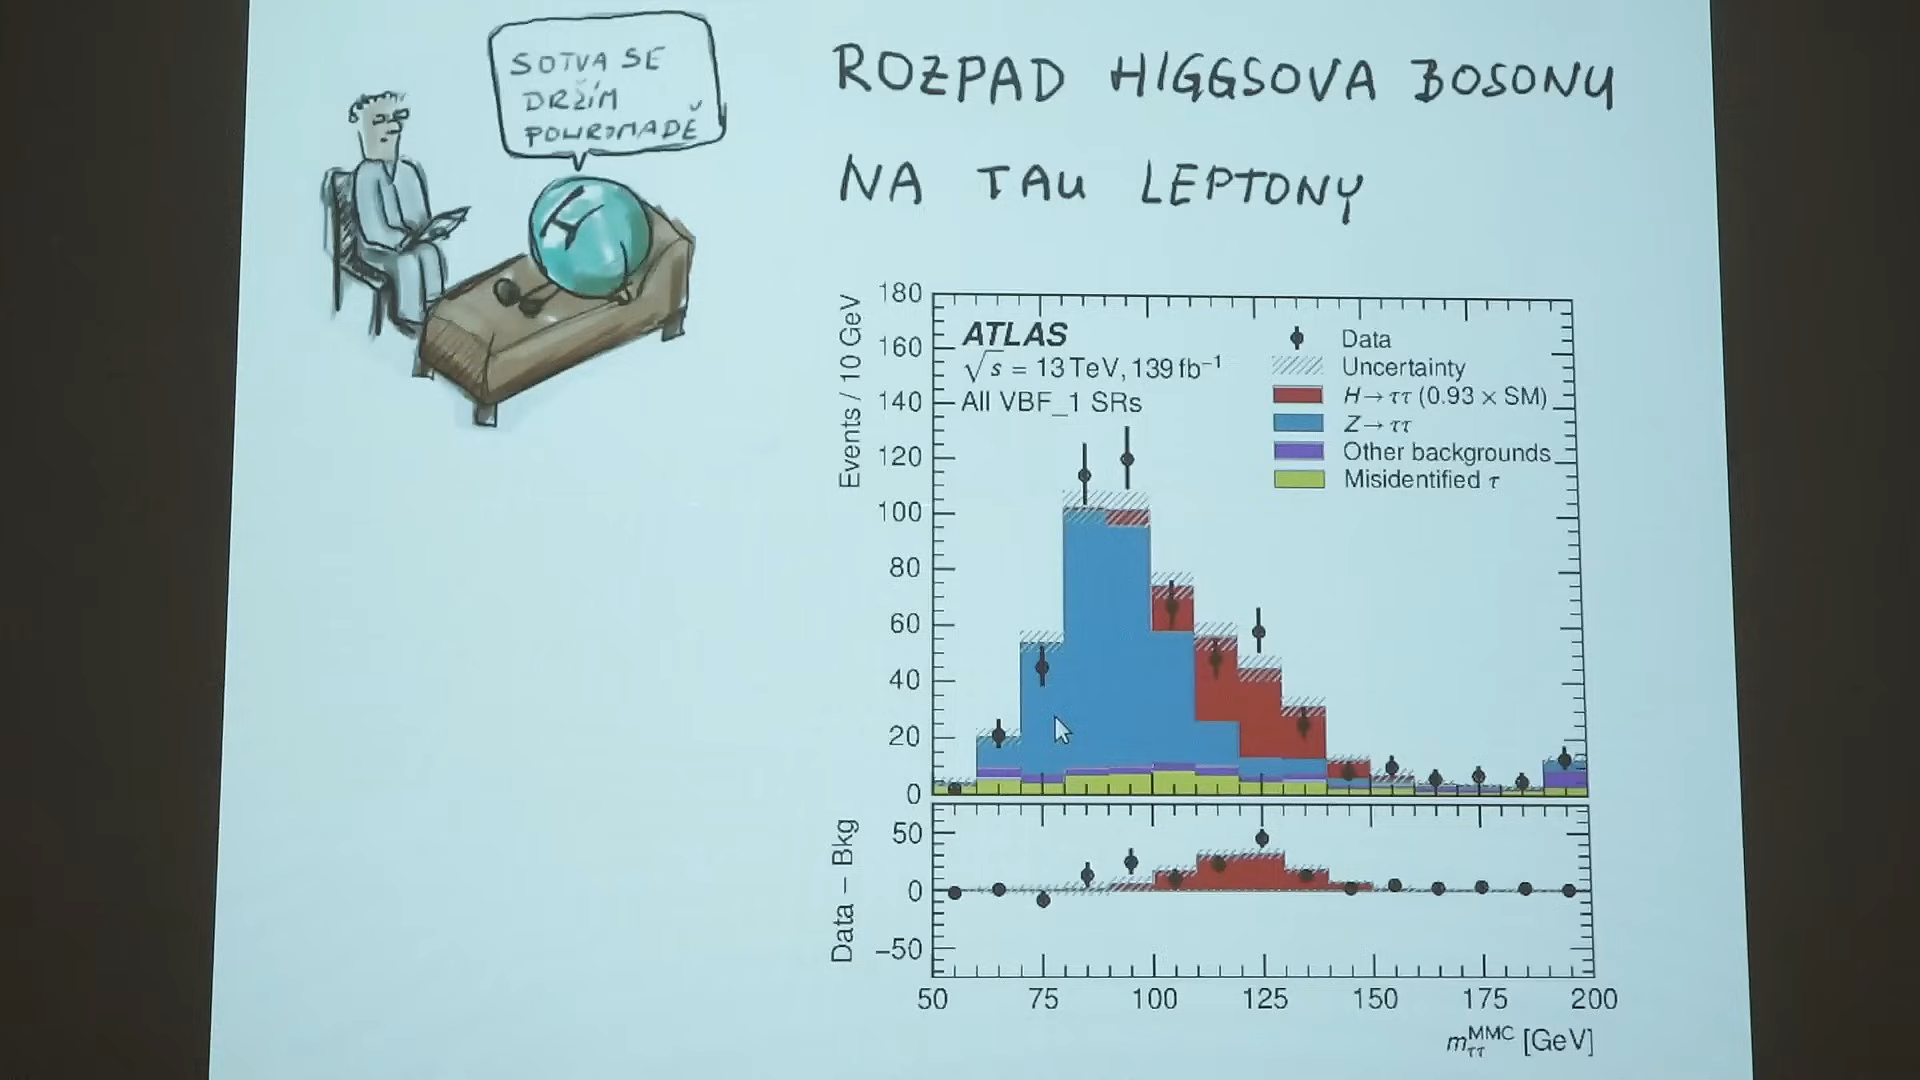 SOTVA SE
DRŽÍM
POHROMADĚ
H
ROZPAD HIGGSOVA BOSONU
NA TAU LEPTONY
Events / 10 GeV
180
160
140
120
100
80
60
40
20
0
ATLAS
√s = 13 TeV, 139 fb⁻¹
All VBF_1 SRs
Data
Uncertainty
H→ττ (0.93 × SM)
Z→ττ
Other backgrounds
Misidentified τ
Data – Bkg
50
0
−50
50 75 100 125 150 175 200
m_ττ^MMC [GeV]